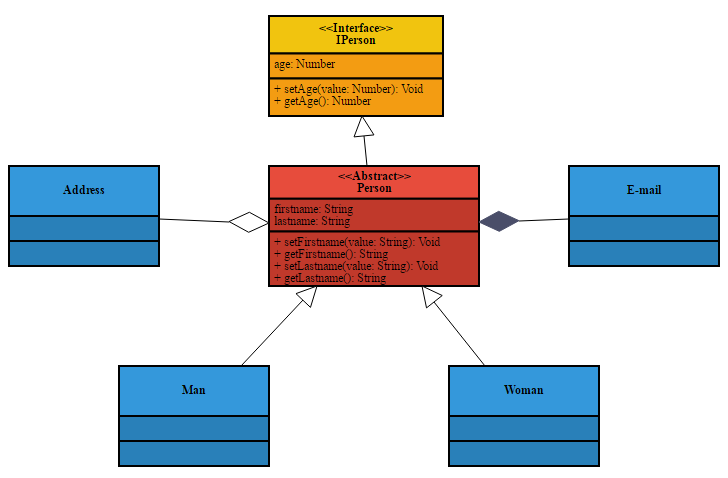 <<Interface>>
IPerson
age: Number
+ setAge(value: Number): Void
+ getAge(): Number
Address
<<Abstract>>
Person
firstname: String
lastname: String
+ setFirstname(value: String): Void
+ getFirstname(): String
+ setLastname(value: String): Void
+ getLastname(): String
E-mail
Man
Woman